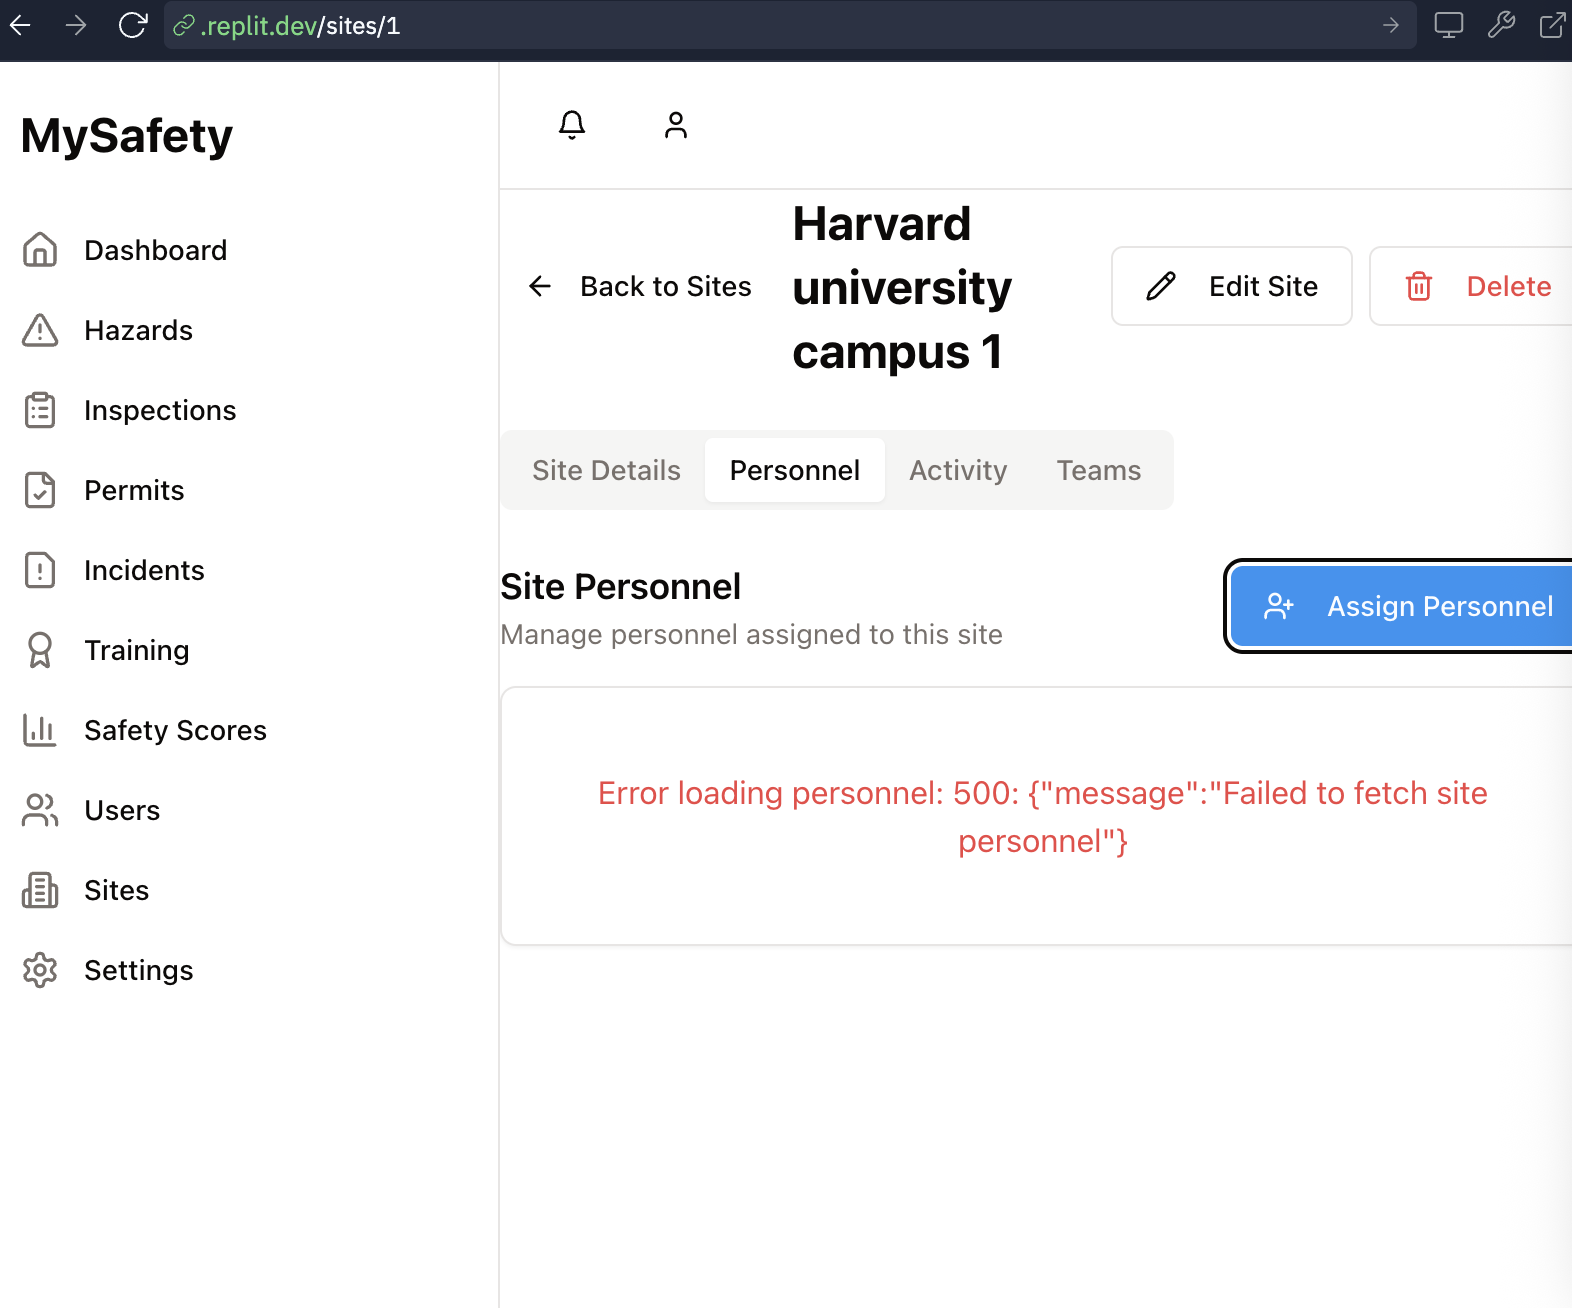 .replit.dev/sites/1
MySafety
Dashboard
Hazards
Inspections
Permits
Incidents
Training
Safety Scores
Users
Sites
Settings
Back to Sites
Harvard
university
campus 1
Edit Site
Delete
Site Details
Personnel
Activity
Teams
Site Personnel
Manage personnel assigned to this site
Assign Personnel
Error loading personnel: 500: {"message":"Failed to fetch site
personnel"}